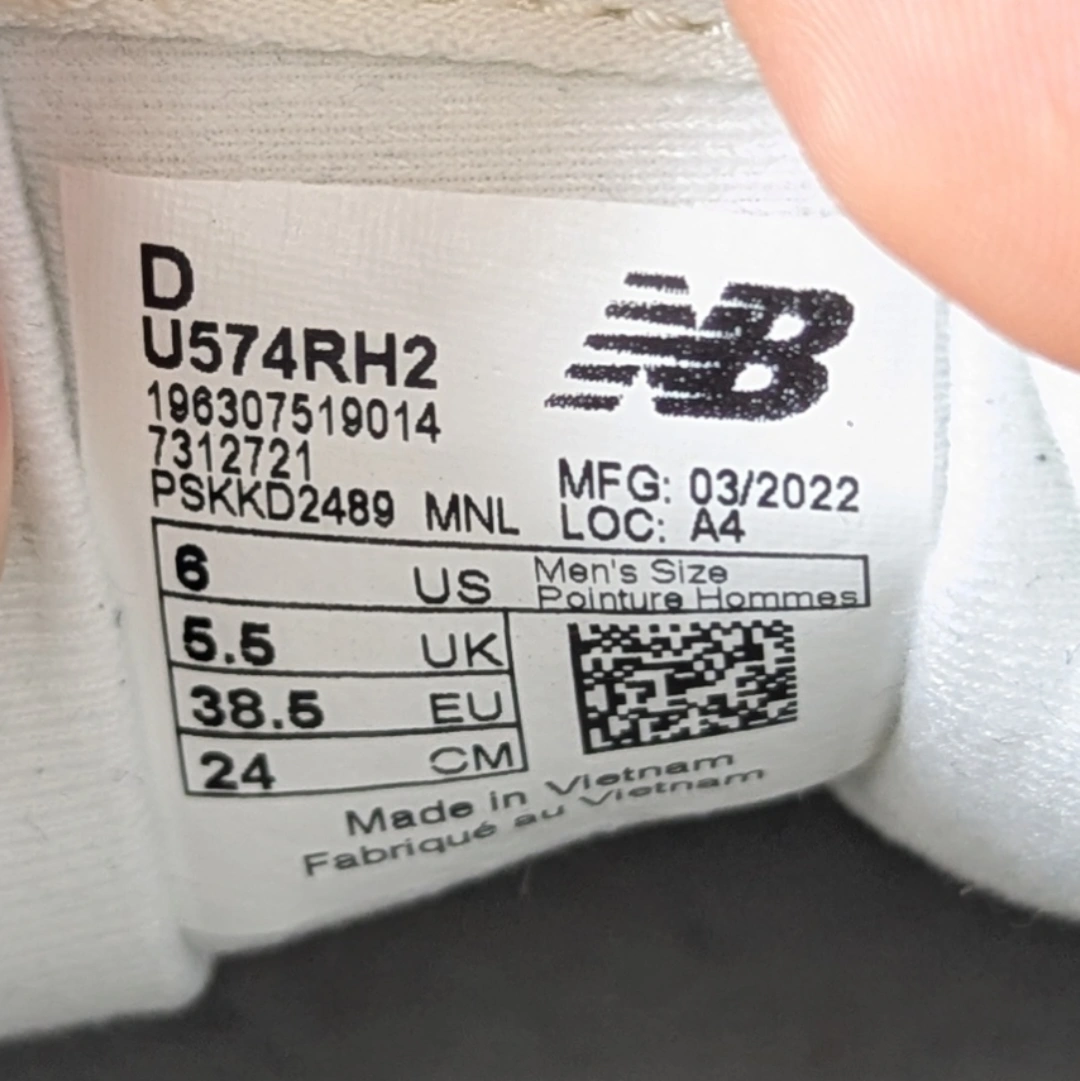 D
U574RH2
196307519014
7312721
PSKKD2489 MNL
NB
MFG: 03/2022
LOC: A4
6 US Men's Size
Pointure Hommes
5.5 UK
38.5 EU
24 CM
Made in Vietnam
Fabriqué au Vietnam